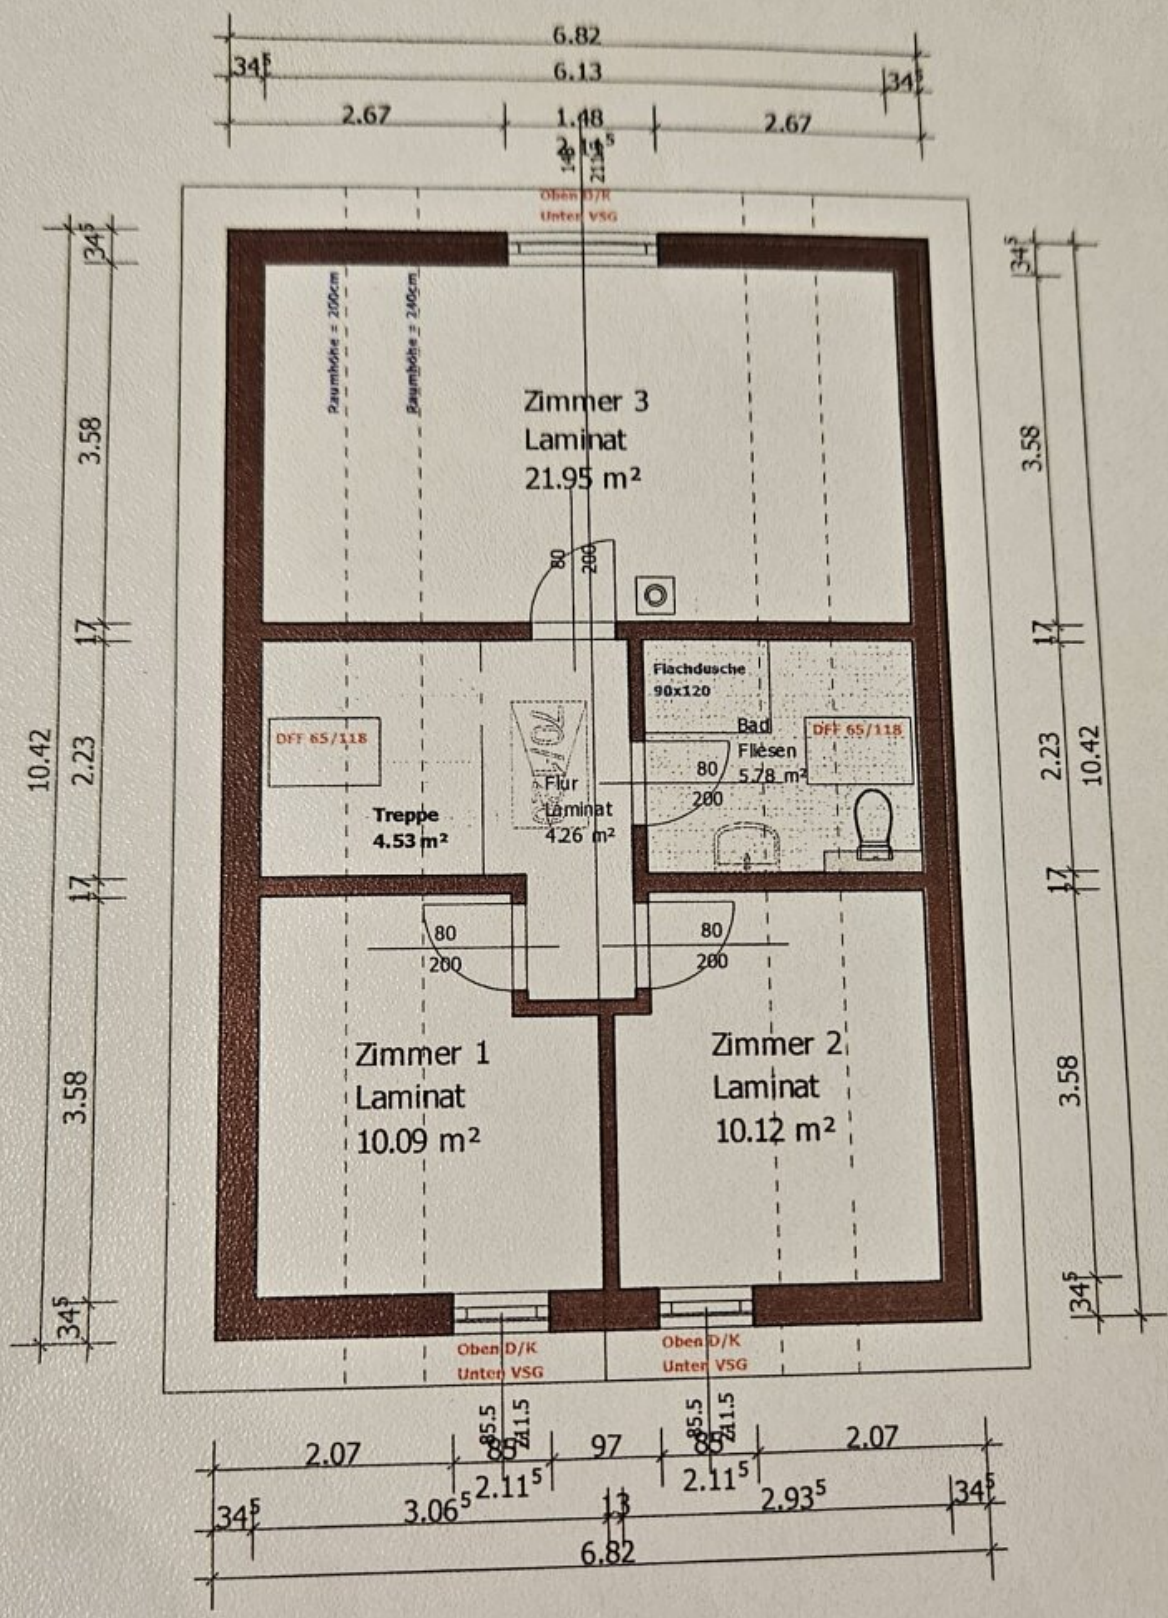 6.82
34⁵ 6.13 34⁵
2.67 1.48 2.67
2.11⁵
Oben D/K
Unten VSG
34⁵
34⁵
Raumhöhe = 200cm
Raumhöhe = 240cm
3.58
3.58
Zimmer 3
Laminat
21.95 m²
80
200
17
17
Flachdusche
90x120
DFF 65/118
Bad
Fliesen
5.78 m²
DFF 65/118
80
200
10.42
2.23
2.23
10.42
Treppe
4.53 m²
Flur
Laminat
4.26 m²
17
17
80
200
80
200
Zimmer 1
Laminat
10.09 m²
Zimmer 2
Laminat
10.12 m²
3.58
3.58
34⁵
34⁵
Oben D/K
Unten VSG
Oben D/K
Unten VSG
85.5
211.5
85.5
211.5
2.07 97 2.07
2.11⁵ 2.11⁵
34⁵ 3.06⁵ 13 2.93⁵ 34⁵
6.82